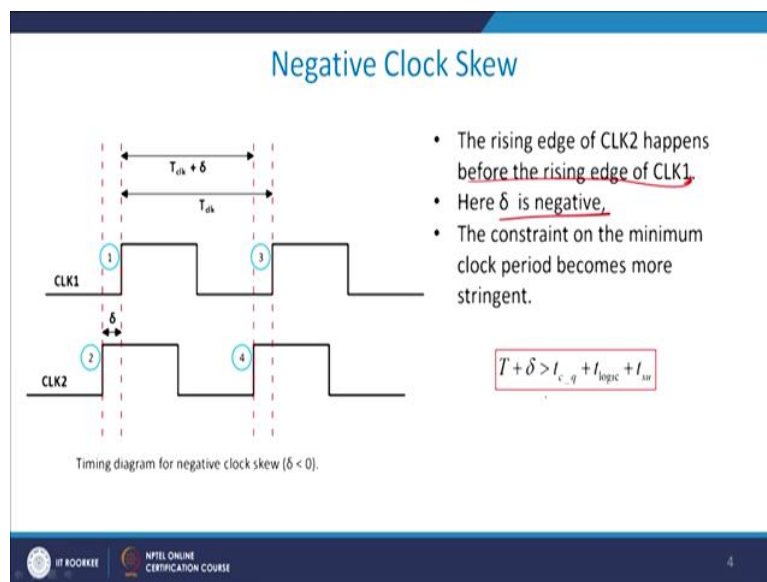 Negative Clock Skew
T_clk + δ
T_clk
1
3
CLK1
δ
2
4
CLK2
Timing diagram for negative clock skew (δ < 0).
• The rising edge of CLK2 happens
before the rising edge of CLK1.
• Here δ is negative,
• The constraint on the minimum
clock period becomes more
stringent.
T + δ > t_c_q + t_logic + t_su
IIT ROORKEE
NPTEL ONLINE
CERTIFICATION COURSE
4